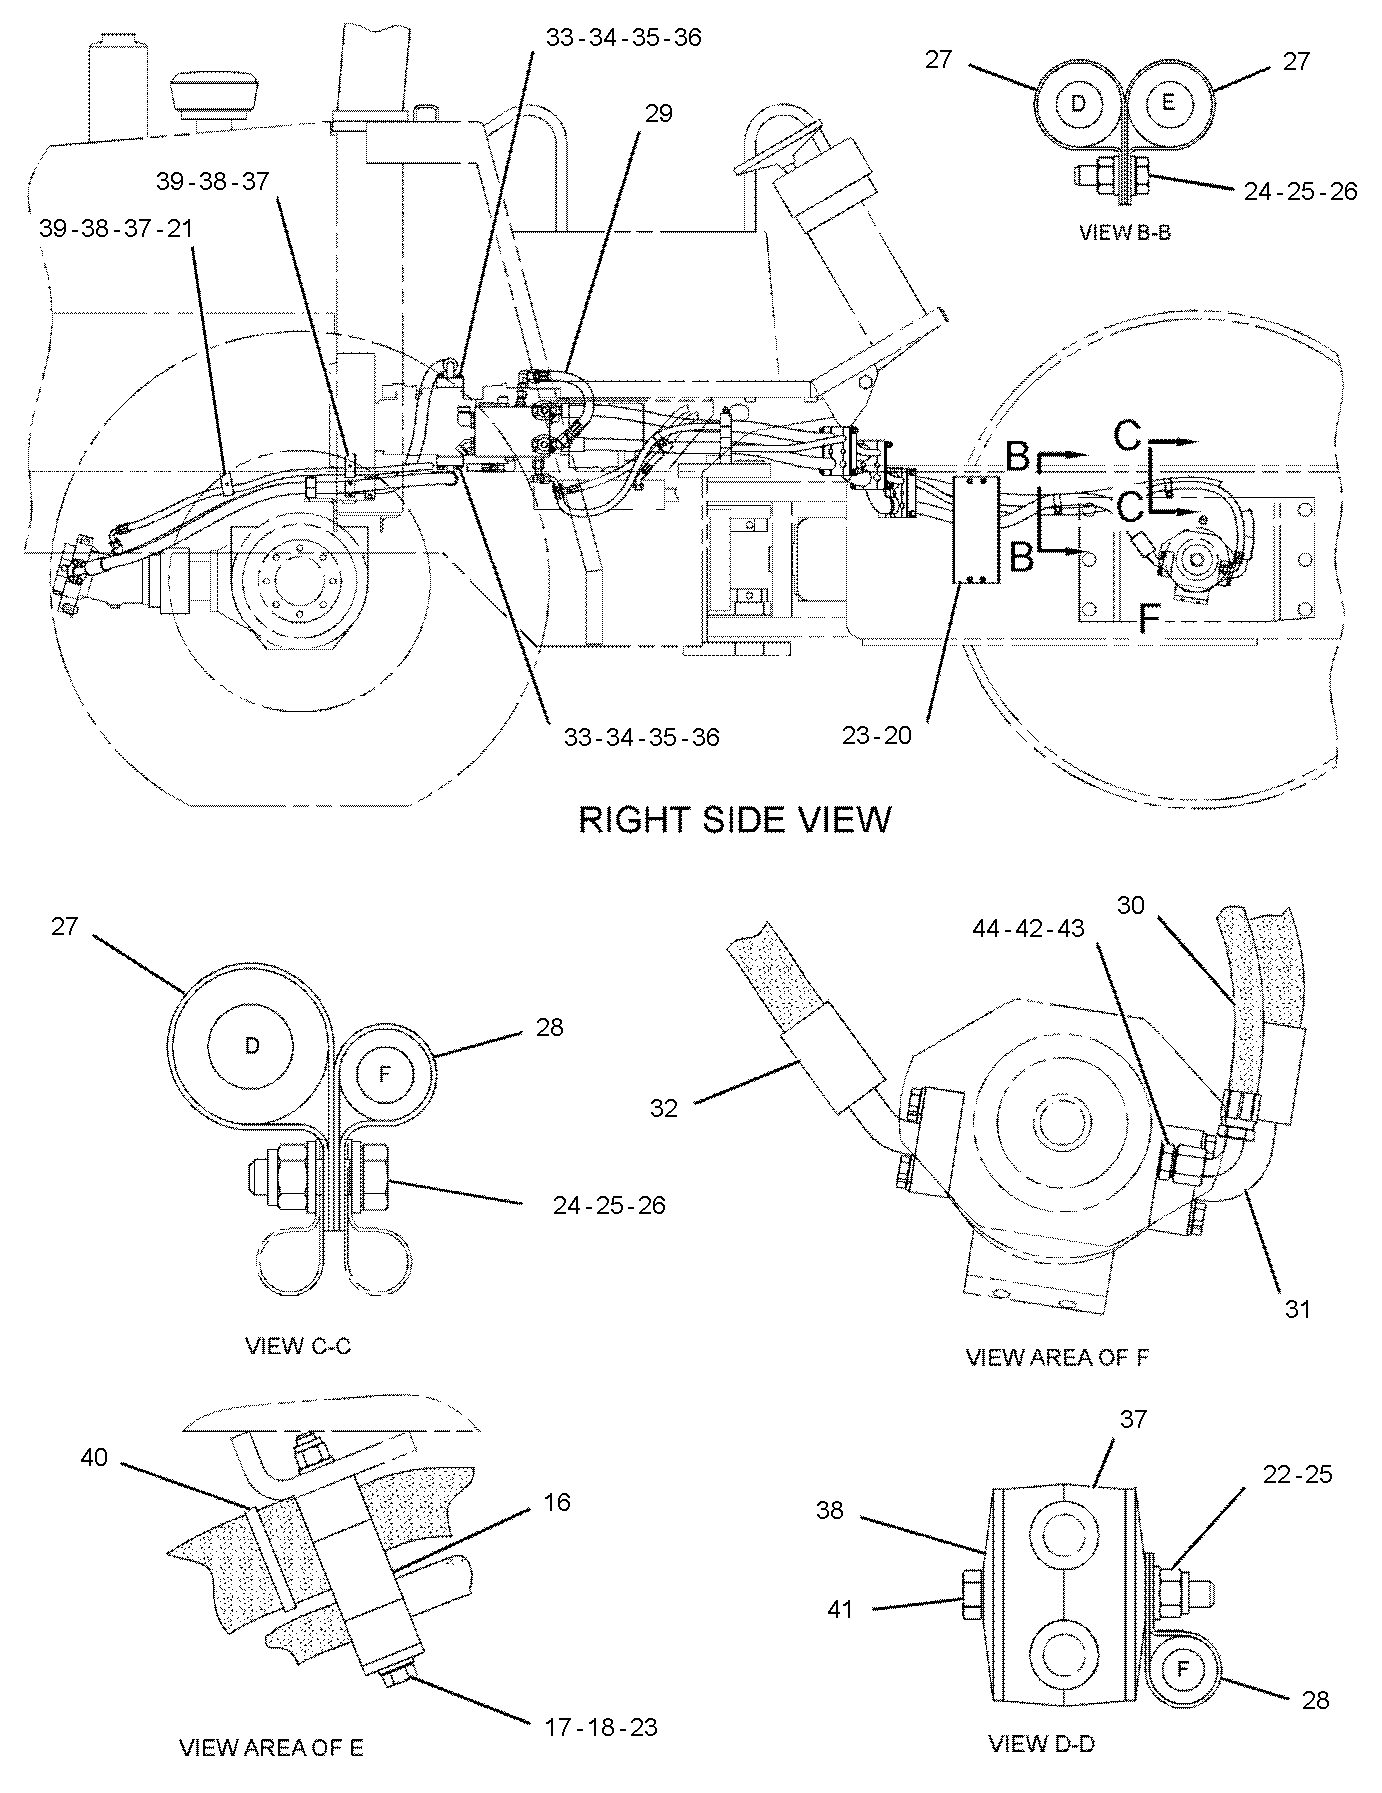 33-34-35-36
27
D
E
27
29
39-38-37
24-25-26
39-38-37-21
VIEW B-B
B
C
C
B
F
33-34-35-36
23-20
RIGHT SIDE VIEW
27
D
F
28
24-25-26
VIEW C-C
30
44-42-43
32
31
VIEW AREA OF F
40
16
17-18-23
VIEW AREA OF E
37
22-25
38
41
F
28
VIEW D-D